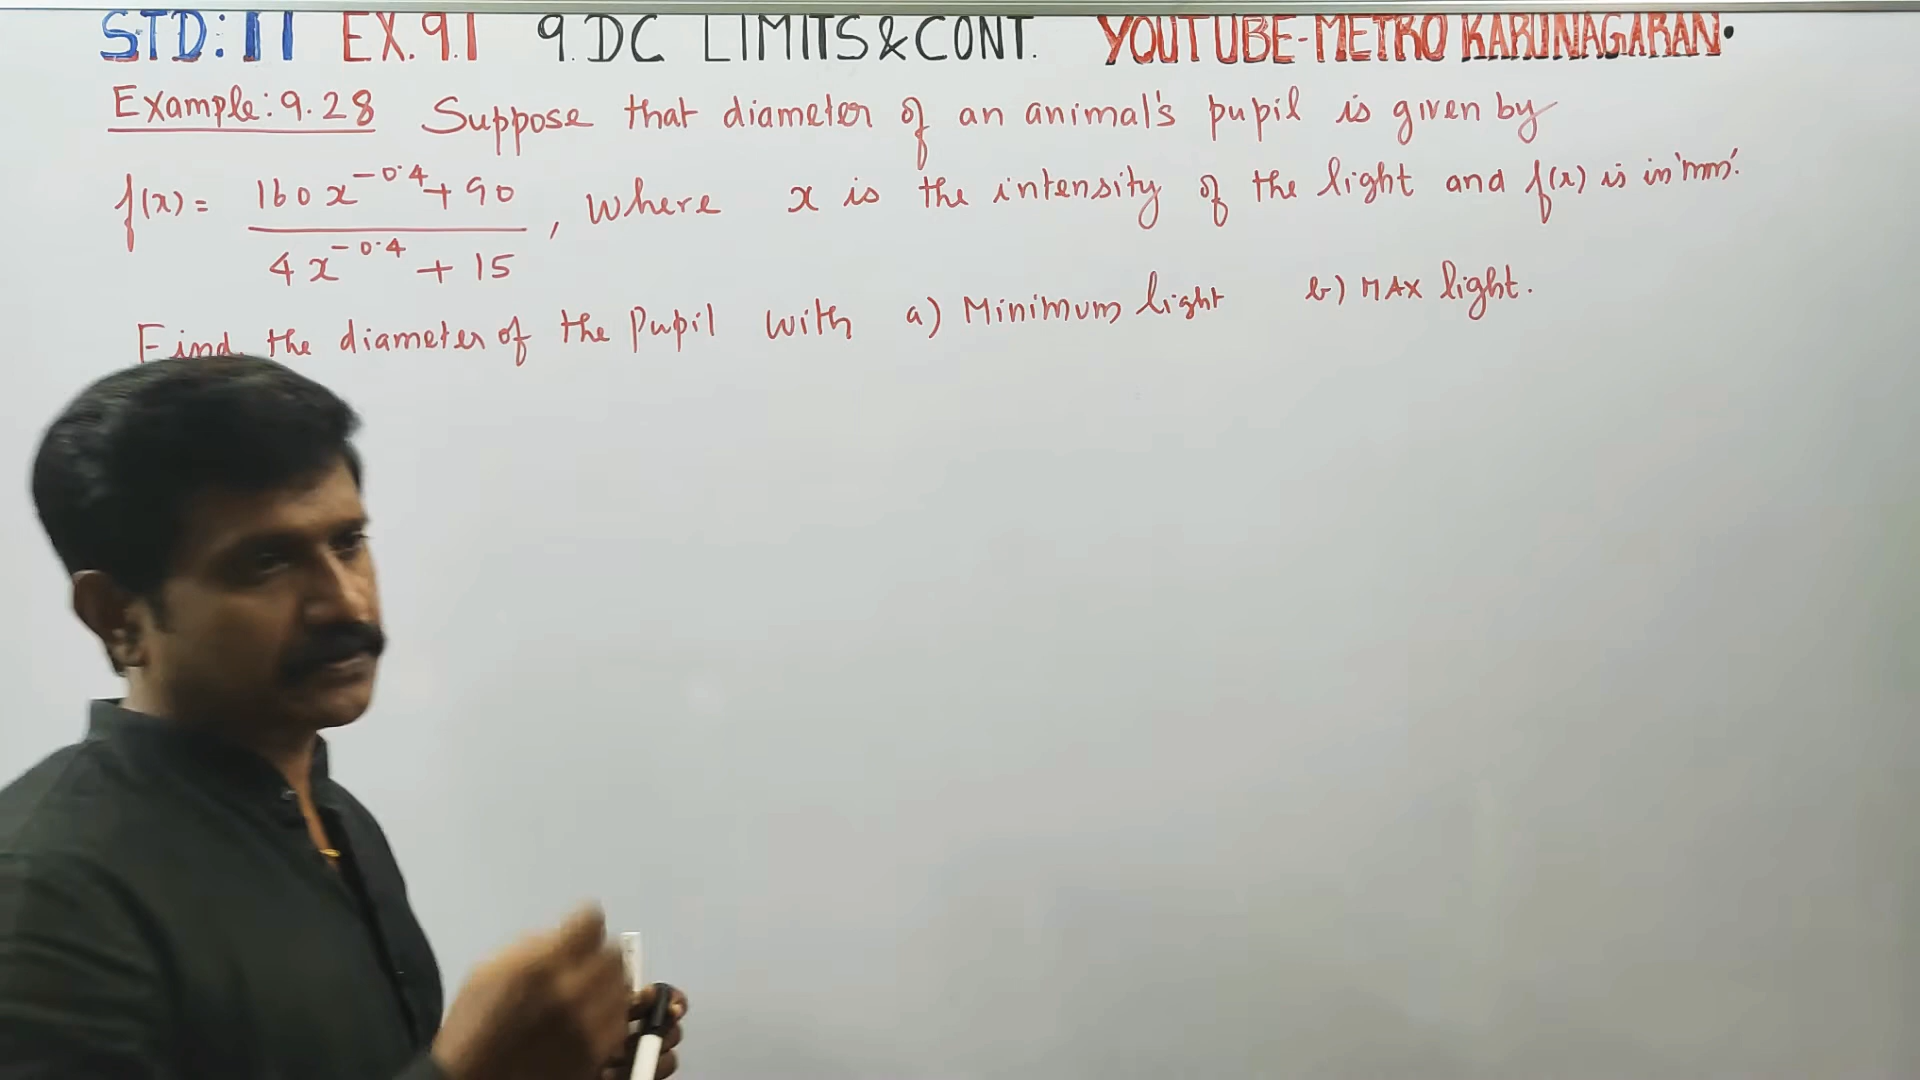 STD: 11 EX. 9.1 9. DC LIMITS & CONT. YOUTUBE-METRO KARUNAGARAN.
Example: 9.28 Suppose that diameter of an animal's pupil is given by
f(x) = (160x^{-0.4} + 90) / (4x^{-0.4} + 15), where x is the intensity of the light and f(x) is in 'mm'.
Find the diameter of the Pupil with a) Minimum light b) MAX light.